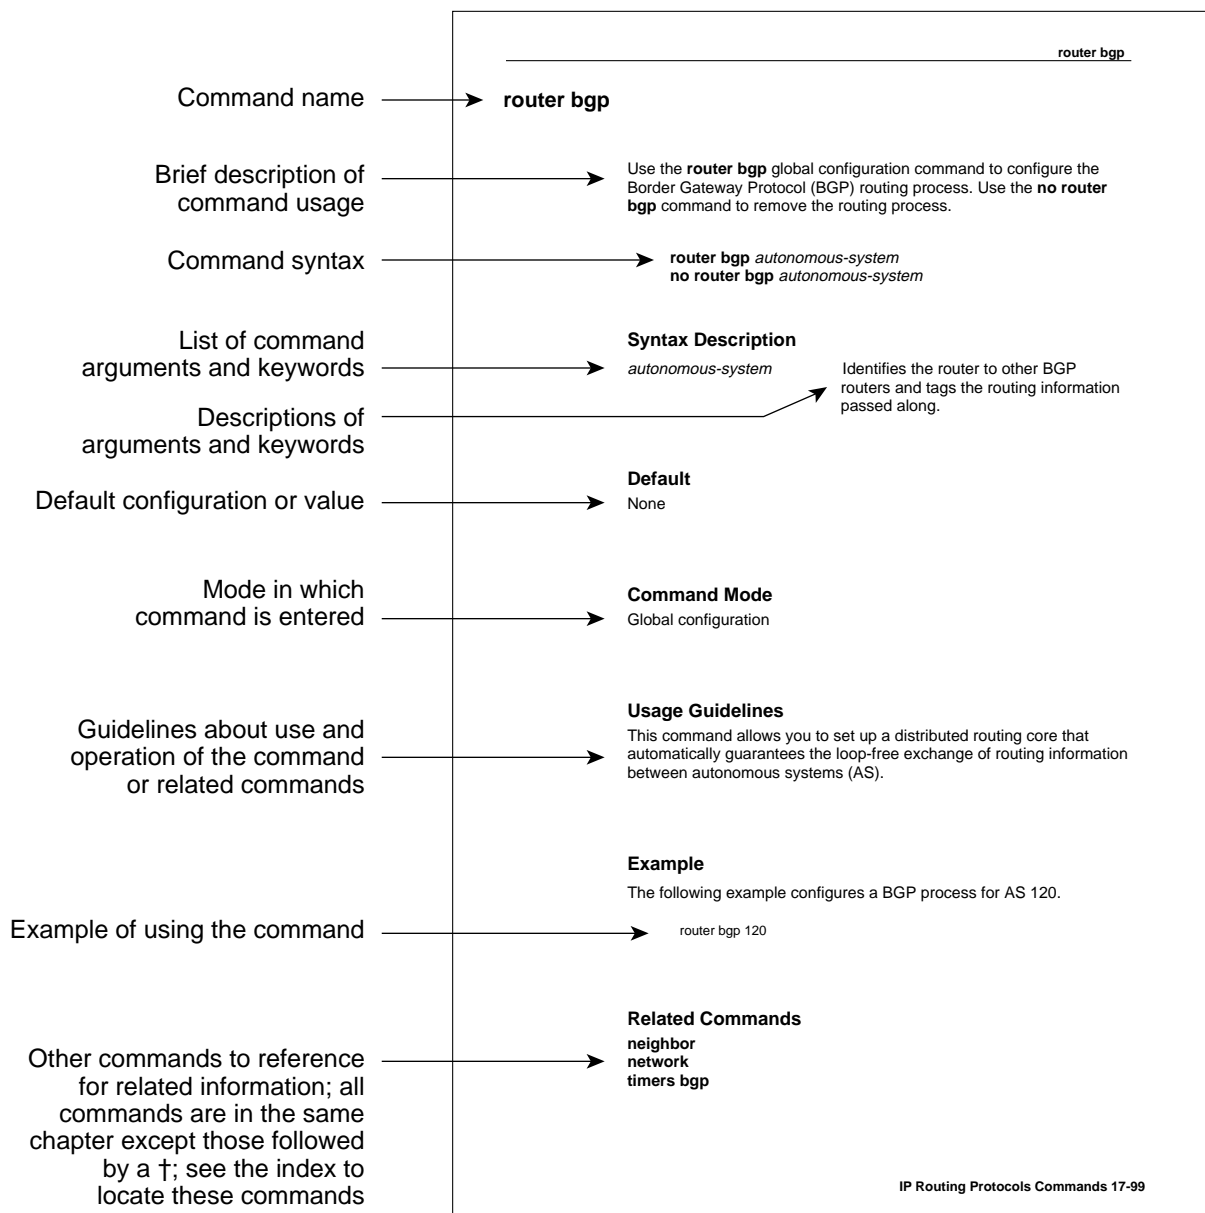 router bgp
Command name
router bgp
Brief description of
command usage
Use the router bgp global configuration command to configure the
Border Gateway Protocol (BGP) routing process. Use the no router
bgp command to remove the routing process.
Command syntax
router bgp autonomous-system
no router bgp autonomous-system
List of command
arguments and keywords
Syntax Description
autonomous-system
Identifies the router to other BGP
routers and tags the routing information
passed along.
Descriptions of
arguments and keywords
Default configuration or value
Default
None
Mode in which
command is entered
Command Mode
Global configuration
Guidelines about use and
operation of the command
or related commands
Usage Guidelines
This command allows you to set up a distributed routing core that
automatically guarantees the loop-free exchange of routing information
between autonomous systems (AS).
Example
The following example configures a BGP process for AS 120.
Example of using the command
router bgp 120
Related Commands
neighbor
network
timers bgp
Other commands to reference
for related information; all
commands are in the same
chapter except those followed
by a †; see the index to
locate these commands
IP Routing Protocols Commands 17-99